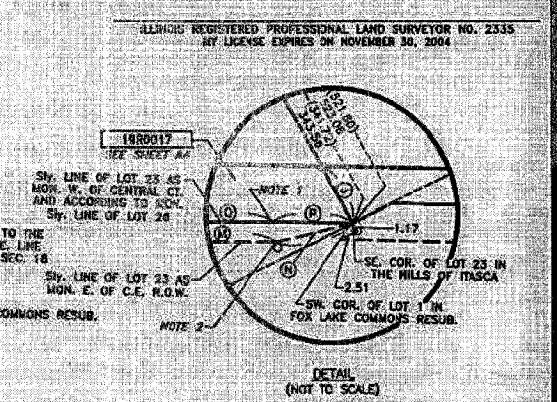 ILLINOIS REGISTERED PROFESSIONAL LAND SURVEYOR NO. 2335
MY LICENSE EXPIRES ON NOVEMBER 30, 2004
19R0017
SEE SHEET
Sly. LINE OF LOT 23 AS
MON. W. OF CENTRAL CT.
AND ACCORDING TO MON.
Sly. LINE OF LOT 26
NOTE 1
Q
R
M
J
N
1.17
TO THE
E. LINE
SEC. 18
SE. COR. OF LOT 23 IN
THE HILLS OF ITASCA
Sly. LINE OF LOT 23 AS
MON. E. OF C.E. R.O.W.
2.51
SW. COR. OF LOT 1 IN
FOX LAKE COMMONS RESUB.
COMMONS RESUB.
NOTE 2
DETAIL
(NOT TO SCALE)